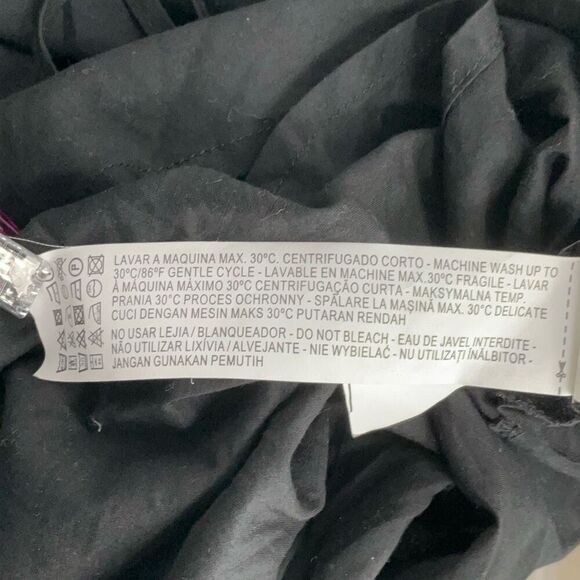 LAVAR A MAQUINA MAX. 30ºC. CENTRIFUGADO CORTO - MACHINE WASH UP TO
30ºC/86ºF GENTLE CYCLE - LAVABLE EN MACHINE MAX.30ºC FRAGILE - LAVAR
À MÁQUINA MÁXIMO 30ºC CENTRIFUGAÇÃO CURTA - MAKSYMALNA TEMP.
PRANIA 30ºC PROCES OCHRONNY - SPĂLARE LA MAŞINĂ MAX. 30ºC DELICATE
CUCI DENGAN MESIN MAKS 30ºC PUTARAN RENDAH
NO USAR LEJIA / BLANQUEADOR - DO NOT BLEACH - EAU DE JAVEL INTERDITE -
NÃO UTILIZAR LIXÍVIA / ALVEJANTE - NIE WYBIELAĆ - NU UTILIZAȚI ÎNĂLBITOR -
JANGAN GUNAKAN PEMUTIH